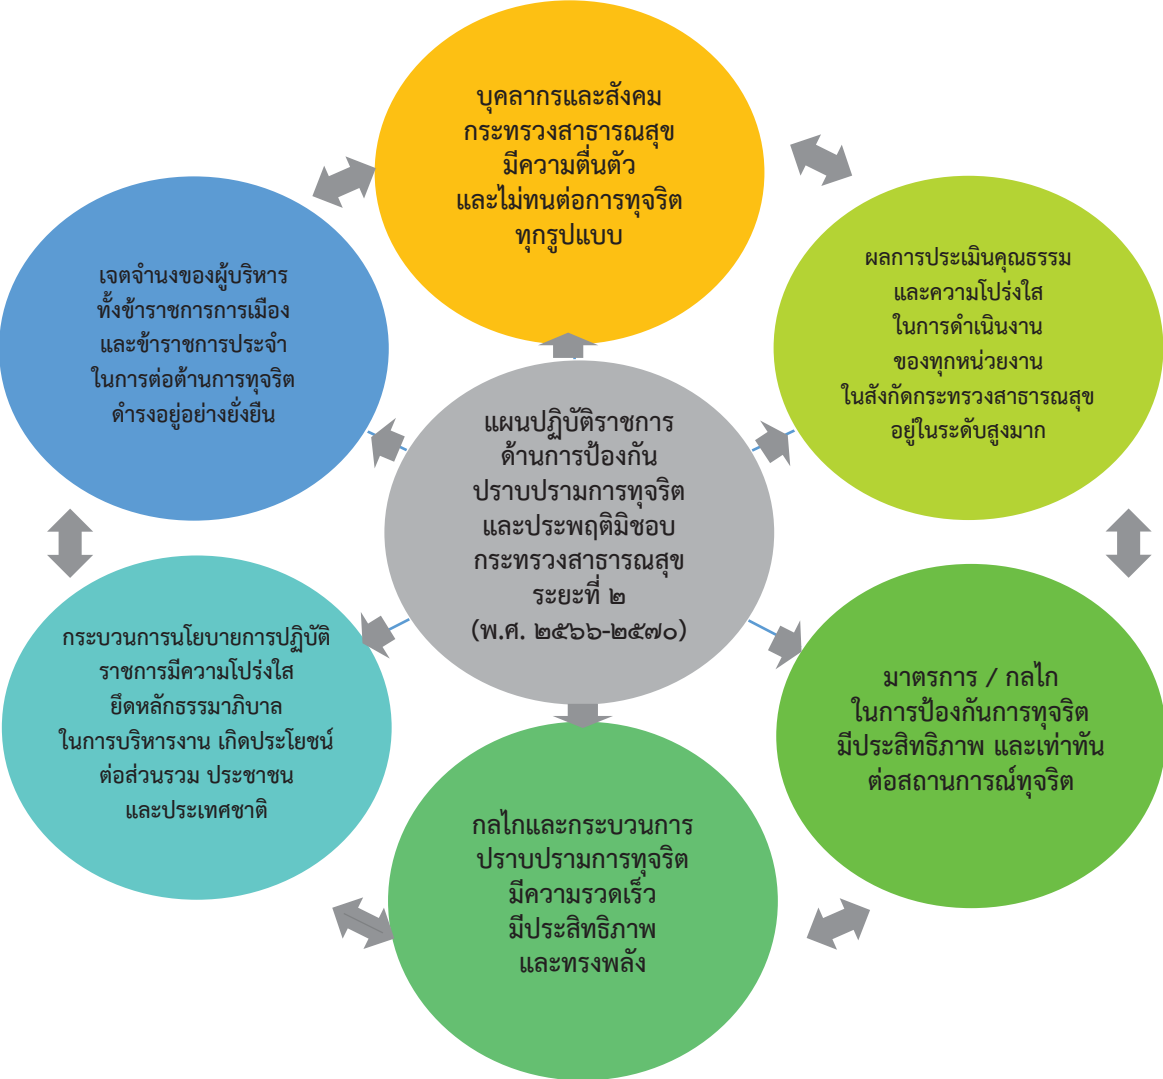 บุคลากรและสังคม
กระทรวงสาธารณสุข
มีความตื่นตัว
และไม่ทนต่อการทุจริต
ทุกรูปแบบ
เจตจำนงของผู้บริหาร
ทั้งข้าราชการการเมือง
และข้าราชการประจำ
ในการต่อต้านการทุจริต
ดำรงอยู่อย่างยั่งยืน
ผลการประเมินคุณธรรม
และความโปร่งใส
ในการดำเนินงาน
ของทุกหน่วยงาน
ในสังกัดกระทรวงสาธารณสุข
อยู่ในระดับสูงมาก
แผนปฏิบัติราชการ
ด้านการป้องกัน
ปราบปรามการทุจริต
และประพฤติมิชอบ
กระทรวงสาธารณสุข
ระยะที่ ๒
(พ.ศ. ๒๕๖๖-๒๕๗๐)
กระบวนการนโยบายการปฏิบัติ
ราชการมีความโปร่งใส
ยึดหลักธรรมาภิบาล
ในการบริหารงาน เกิดประโยชน์
ต่อส่วนรวม ประชาชน
และประเทศชาติ
มาตรการ / กลไก
ในการป้องกันการทุจริต
มีประสิทธิภาพ และเท่าทัน
ต่อสถานการณ์ทุจริต
กลไกและกระบวนการ
ปราบปรามการทุจริต
มีความรวดเร็ว
มีประสิทธิภาพ
และทรงพลัง